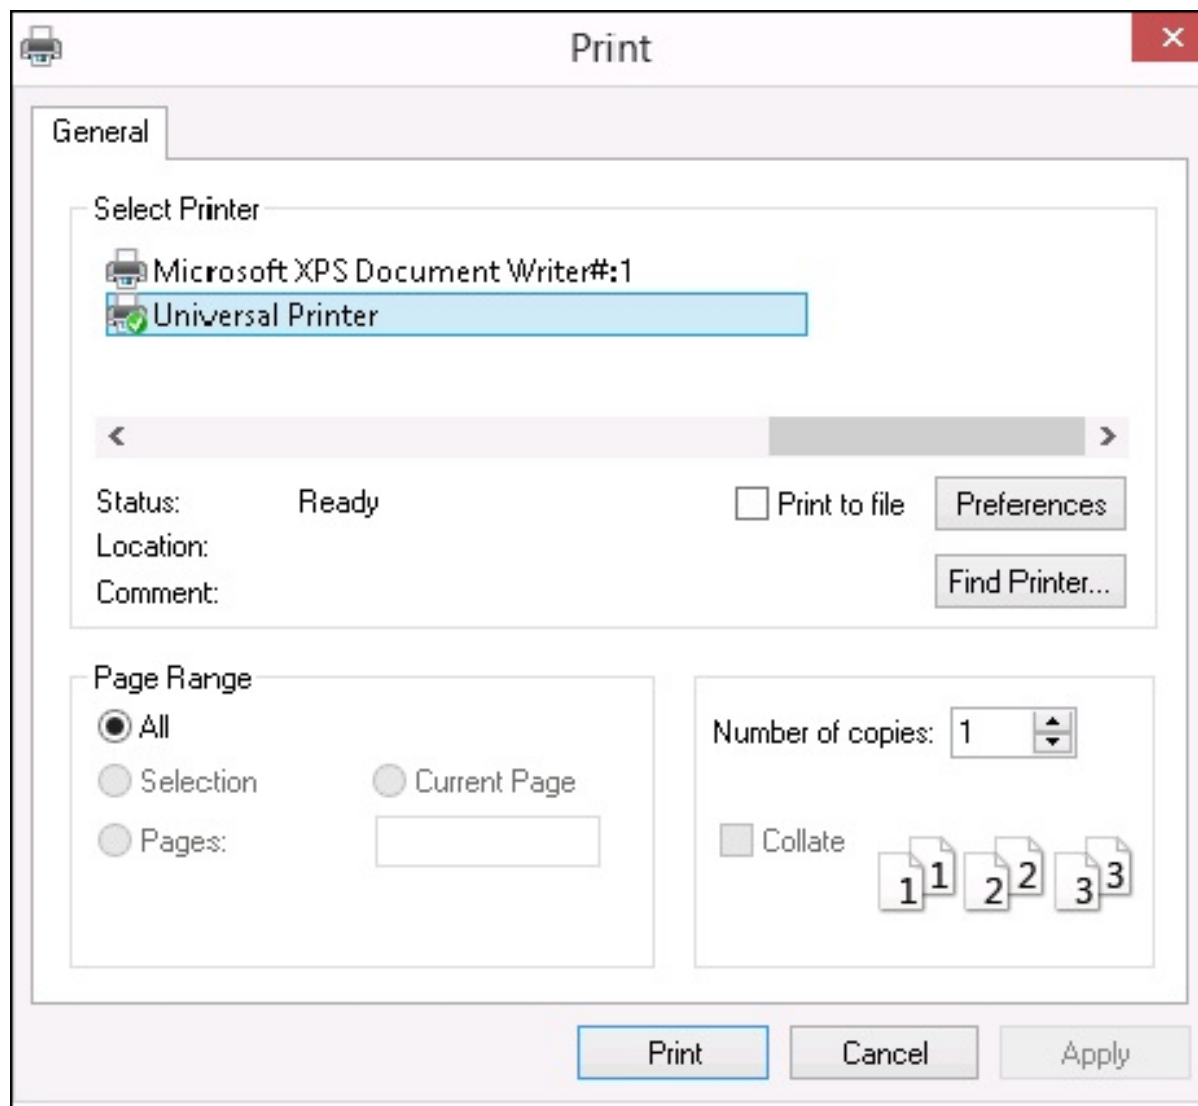 Print
General
Select Printer
Microsoft XPS Document Writer#:1
Universal Printer
Status: Ready
Print to file
Preferences
Location:
Comment:
Find Printer...
Page Range
All
Selection
Current Page
Pages:
Number of copies: 1
Collate
1 1 2 2 3 3
Print Cancel Apply